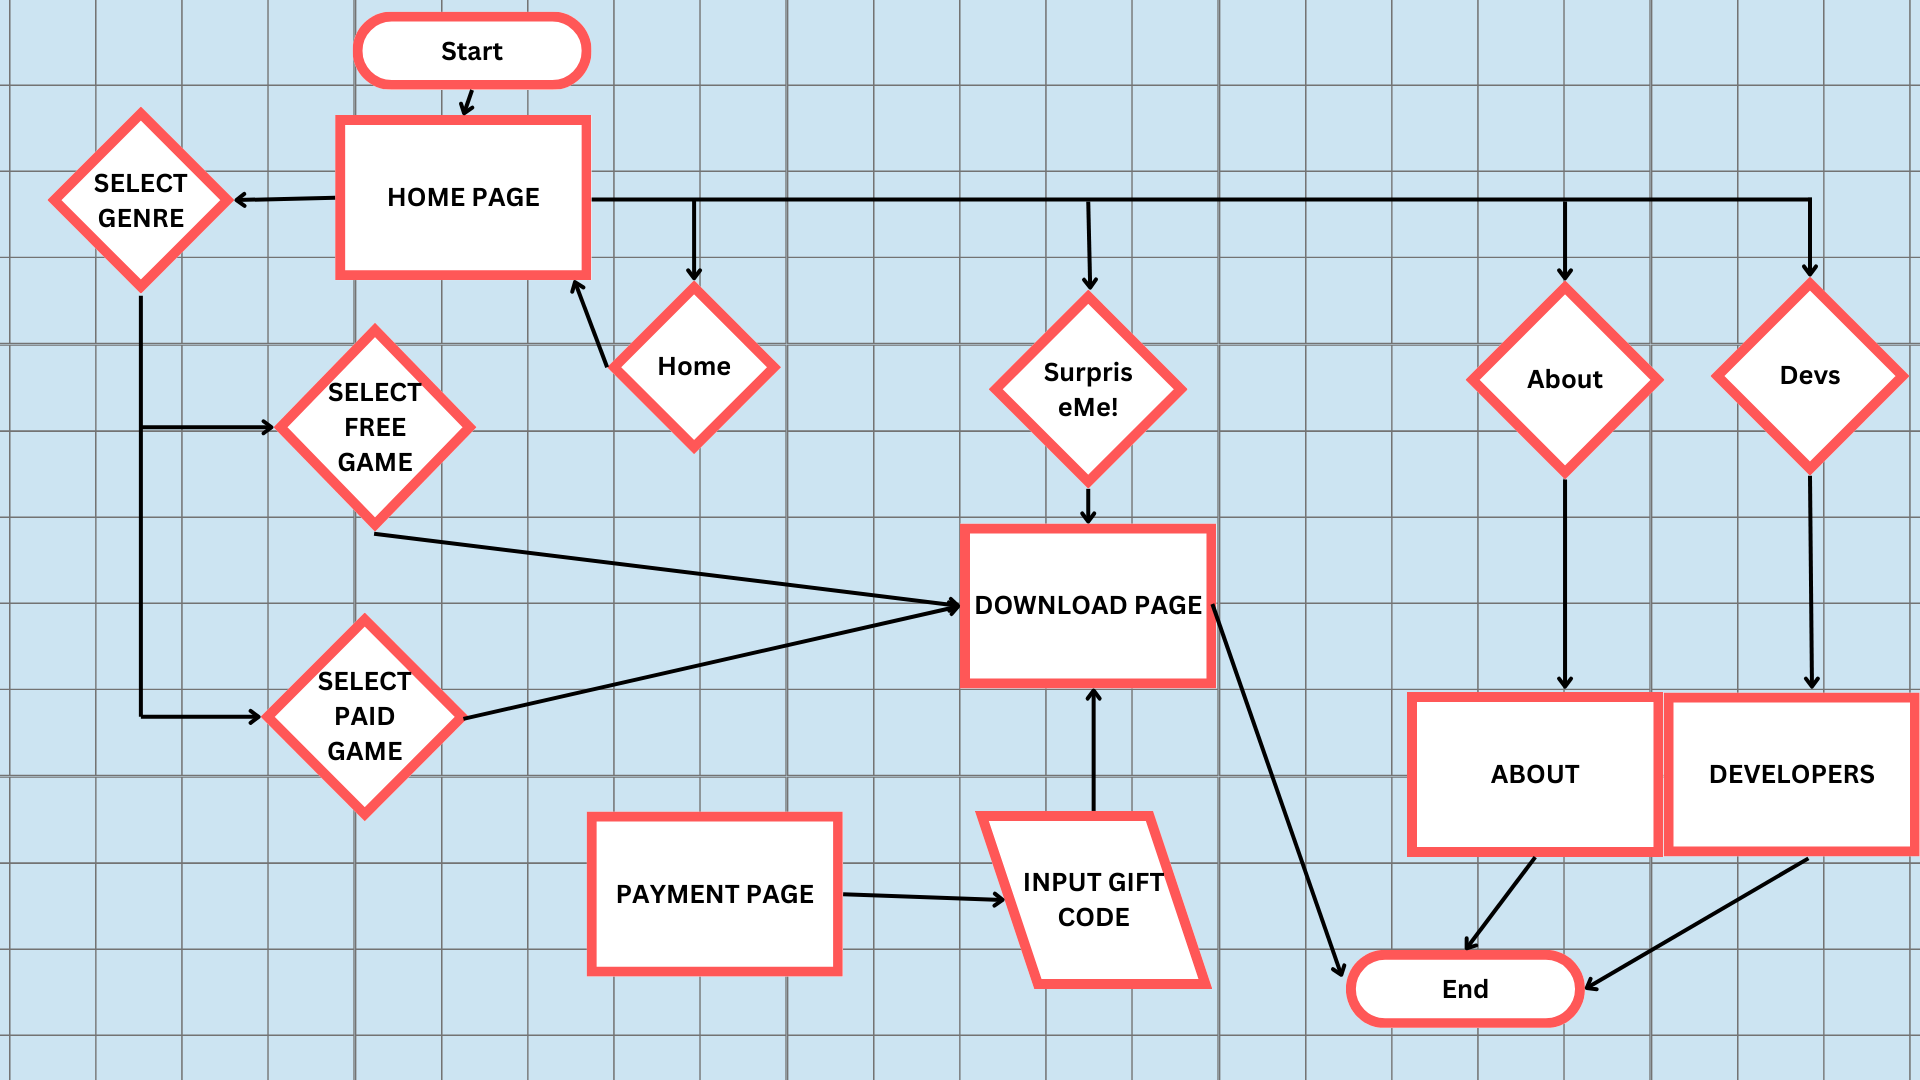 Start
HOME PAGE
SELECT
GENRE
Home
Surpris
eMe!
About
Devs
SELECT
FREE
GAME
DOWNLOAD PAGE
SELECT
PAID
GAME
ABOUT
DEVELOPERS
PAYMENT PAGE
INPUT GIFT
CODE
End